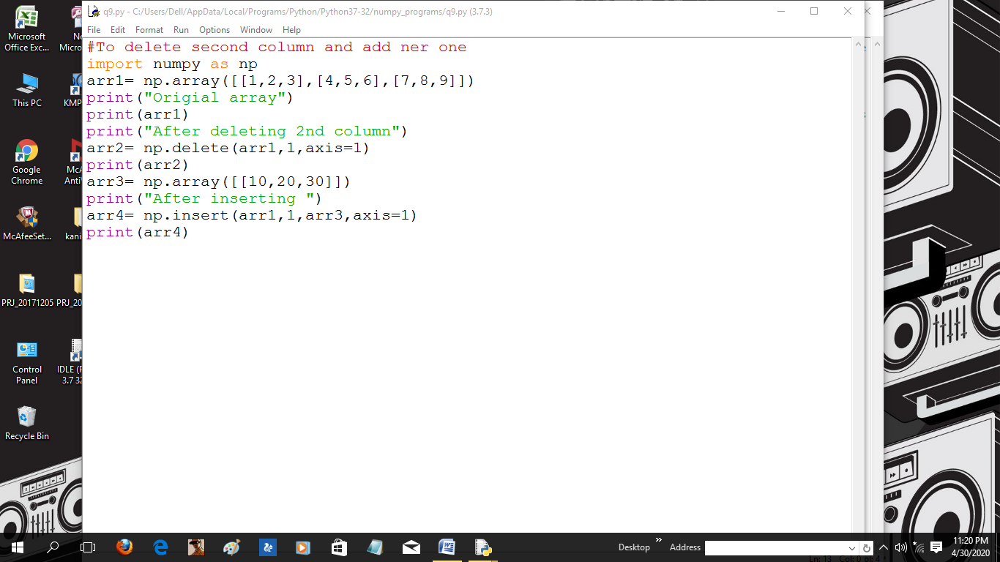 q9.py - C:/Users/Dell/AppData/Local/Programs/Python/Python37-32/numpy_programs/q9.py (3.7.3)
File Edit Format Run Options Window Help
#To delete second column and add ner one
import numpy as np
arr1= np.array([[1,2,3],[4,5,6],[7,8,9]])
print("Origial array")
print(arr1)
print("After deleting 2nd column")
arr2= np.delete(arr1,1,axis=1)
print(arr2)
arr3= np.array([[10,20,30]])
print("After inserting ")
arr4= np.insert(arr1,1,arr3,axis=1)
print(arr4)
Microsoft
Office Exc...
Ne
Micro
This PC
KMP
Google
Chrome
McA
Anti
McAfeeSet...
kani
PRJ_20171205
PRJ_20
Control
Panel
IDLE (P
3.7 32
Recycle Bin
Desktop
Address
11:20 PM
4/30/2020